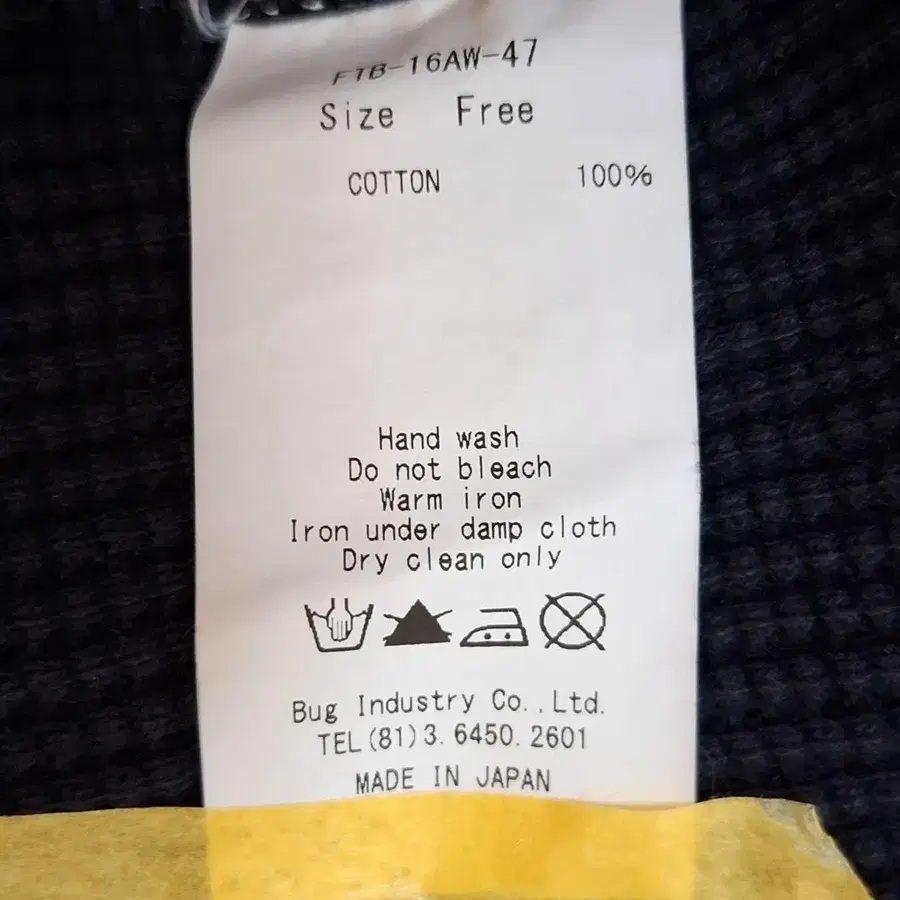 FTB-16AW-47
Size Free
COTTON 100%
Hand wash
Do not bleach
Warm iron
Iron under damp cloth
Dry clean only
Bug Industry Co.,Ltd.
TEL(81)3.6450.2601
MADE IN JAPAN